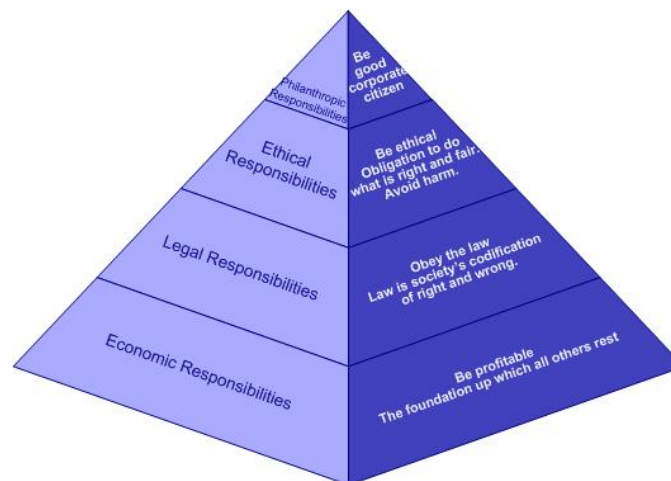 Philanthropic
Responsibilities
Be
good
corporate
citizen
Ethical
Responsibilities
Be ethical
Obligation to do
what is right and fair.
Avoid harm.
Legal Responsibilities
Obey the law
Law is society's codification
of right and wrong.
Economic Responsibilities
Be profitable
The foundation up which all others rest